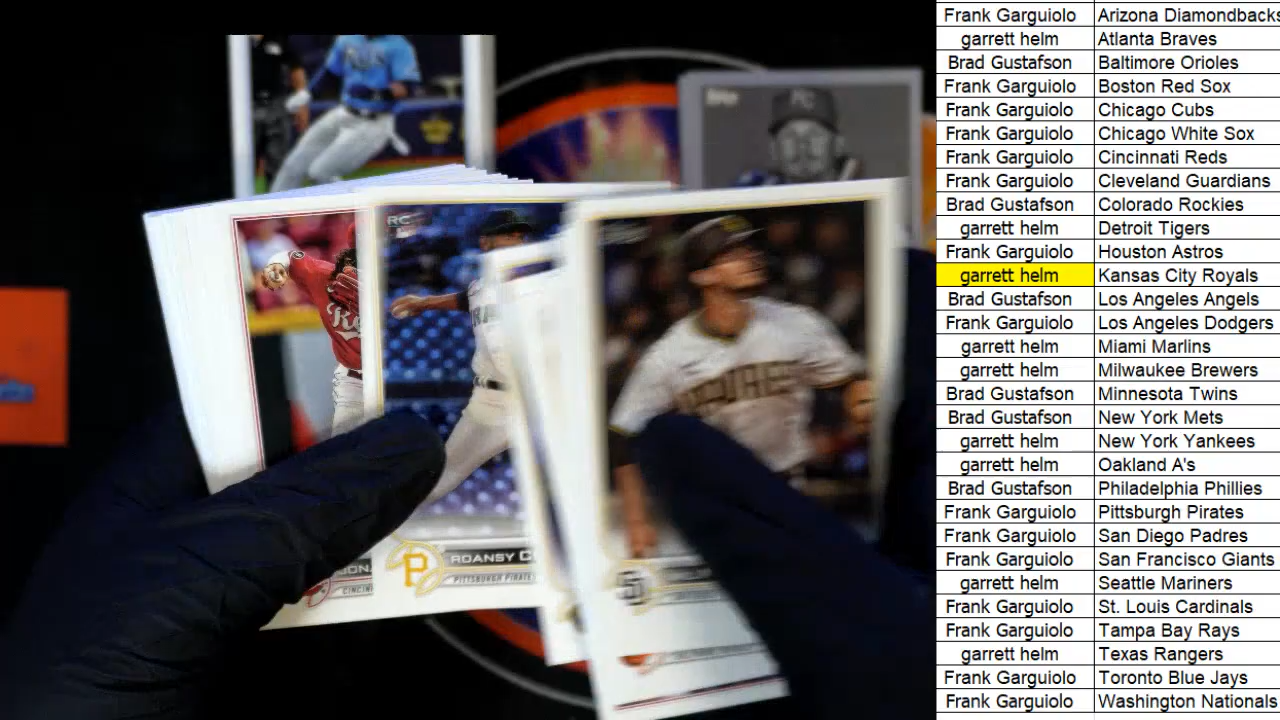 Frank Garguiolo Arizona Diamondbacks
garrett helm Atlanta Braves
Brad Gustafson Baltimore Orioles
Frank Garguiolo Boston Red Sox
Frank Garguiolo Chicago Cubs
Frank Garguiolo Chicago White Sox
Frank Garguiolo Cincinnati Reds
Frank Garguiolo Cleveland Guardians
Brad Gustafson Colorado Rockies
garrett helm Detroit Tigers
Frank Garguiolo Houston Astros
garrett helm Kansas City Royals
Brad Gustafson Los Angeles Angels
Frank Garguiolo Los Angeles Dodgers
garrett helm Miami Marlins
garrett helm Milwaukee Brewers
Brad Gustafson Minnesota Twins
Brad Gustafson New York Mets
garrett helm New York Yankees
garrett helm Oakland A's
Brad Gustafson Philadelphia Phillies
Frank Garguiolo Pittsburgh Pirates
Frank Garguiolo San Diego Padres
Frank Garguiolo San Francisco Giants
garrett helm Seattle Mariners
Frank Garguiolo St. Louis Cardinals
Frank Garguiolo Tampa Bay Rays
garrett helm Texas Rangers
Frank Garguiolo Toronto Blue Jays
Frank Garguiolo Washington Nationals
RC
P
ROANSY C
PITTSBURGH PIRATE
CINCIN